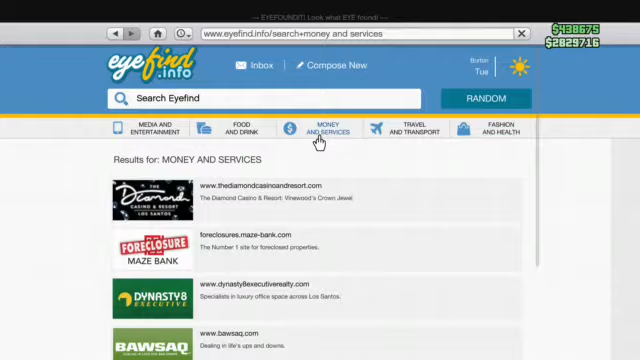 — EYEFOUNDIT! Look what EYE found! —
www.eyefind.info/search+money and services
$438675
$2829716
eyefind
.info
Inbox
Compose New
Burton
Tue
Search Eyefind
RANDOM
MEDIA AND
ENTERTAINMENT
FOOD
AND DRINK
MONEY
AND SERVICES
TRAVEL
AND TRANSPORT
FASHION
AND HEALTH
Results for: MONEY AND SERVICES
THE
Diamond
CASINO & RESORT
LOS SANTOS
www.thediamondcasinoandresort.com
The Diamond Casino & Resort: Vinewood's Crown Jewel
FORECLOSURES
MAZE BANK
foreclosures.maze-bank.com
The Number 1 site for foreclosed properties.
DYNASTY8
EXECUTIVE
www.dynasty8executiverealty.com
Specialists in luxury office space across Los Santos.
BAWSAQ
www.bawsaq.com
Dealing in life's ups and downs.